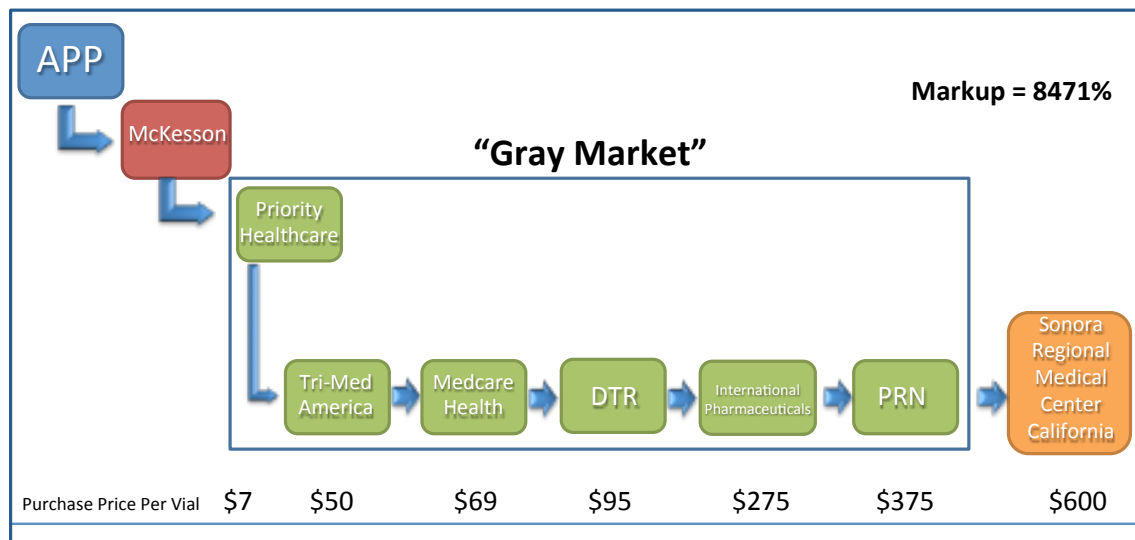 APP
Markup = 8471%
McKesson
“Gray Market”
Priority
Healthcare
Tri-Med
America
Medcare
Health
DTR
International
Pharmaceuticals
PRN
Sonora
Regional
Medical
Center
California
Purchase Price Per Vial $7 $50 $69 $95 $275 $375 $600